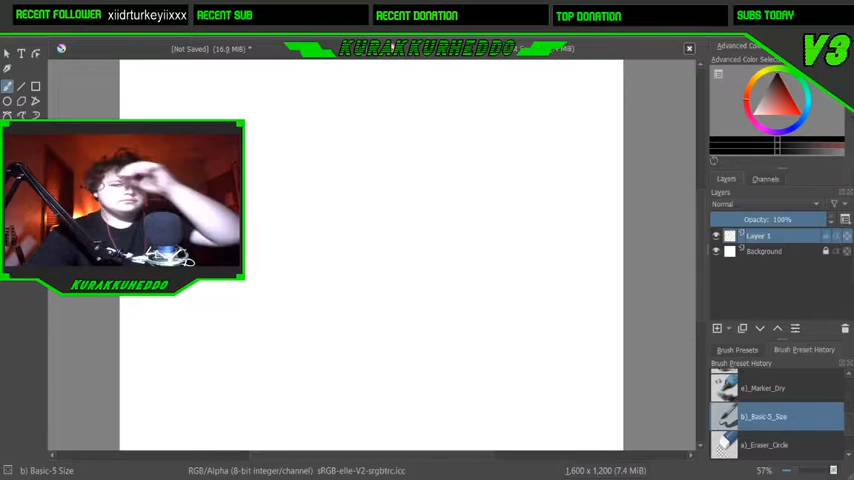 RECENT FOLLOWER xiidrturkeyiixxx
RECENT SUB
RECENT DONATION
TOP DONATION
SUBS TODAY
V3
KURAKKURHEDDO
[Not Saved] (16.9 MiB) *
Advanced Color
Advanced Color Selec
Layers
Channels
Layers
Normal
Opacity: 100%
Layer 1
Background
KURAKKUHEDDO
Brush Presets
Brush Preset History
Brush Preset History
e)_Marker_Dry
b)_Basic-5_Size
a)_Eraser_Circle
b) Basic-5 Size
RGB/Alpha (8-bit integer/channel) sRGB-elle-V2-srgbtrc.icc
1,600 x 1,200 (7.4 MiB)
57%